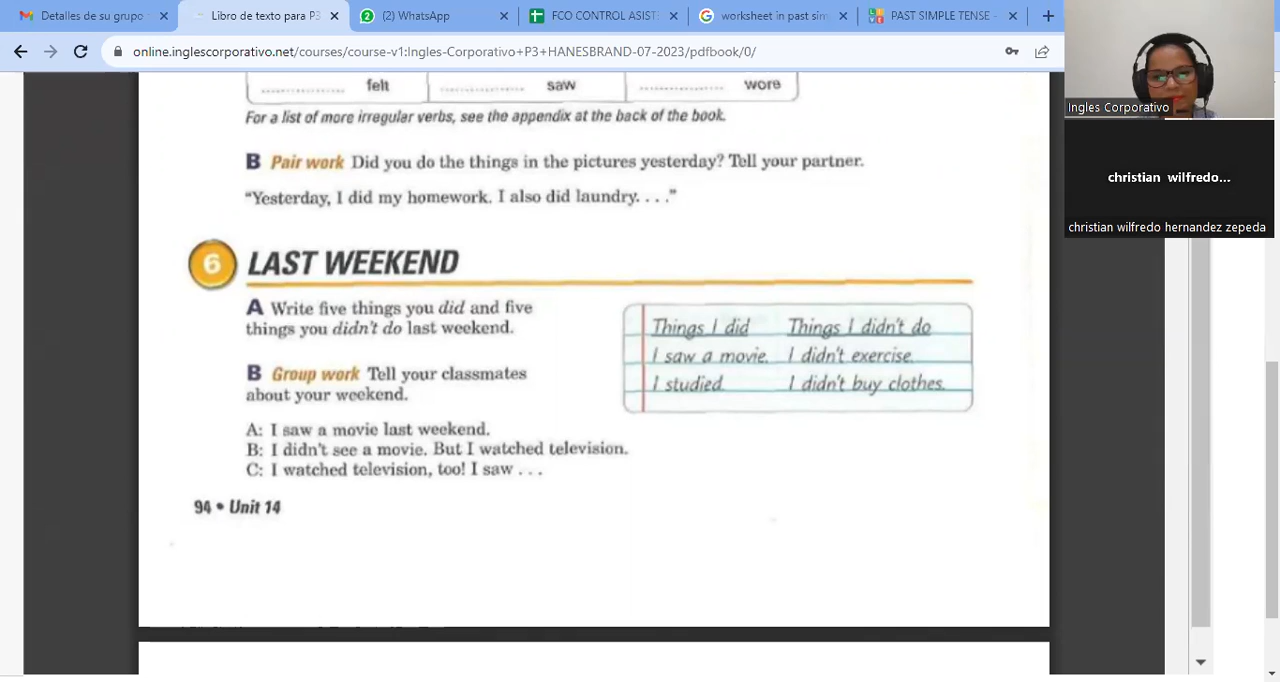 Detalles de su grupo
Libro de texto para P3
(2) WhatsApp
FCO CONTROL ASIST
worksheet in past sim
PAST SIMPLE TENSE -
online.inglescorporativo.net/courses/course-v1:Ingles-Corporativo+P3+HANESBRAND-07-2023/pdfbook/0/
Ingles Corporativo
christian wilfredo...
christian wilfredo hernandez zepeda
felt saw wore
For a list of more irregular verbs, see the appendix at the back of the book.
B Pair work Did you do the things in the pictures yesterday? Tell your partner.
"Yesterday, I did my homework. I also did laundry. . . ."
6 LAST WEEKEND
A Write five things you did and five
things you didn't do last weekend.
B Group work Tell your classmates
about your weekend.
A: I saw a movie last weekend.
B: I didn't see a movie. But I watched television.
C: I watched television, too! I saw . . .
Things I did Things I didn't do
I saw a movie. I didn't exercise.
I studied. I didn't buy clothes.
94 • Unit 14